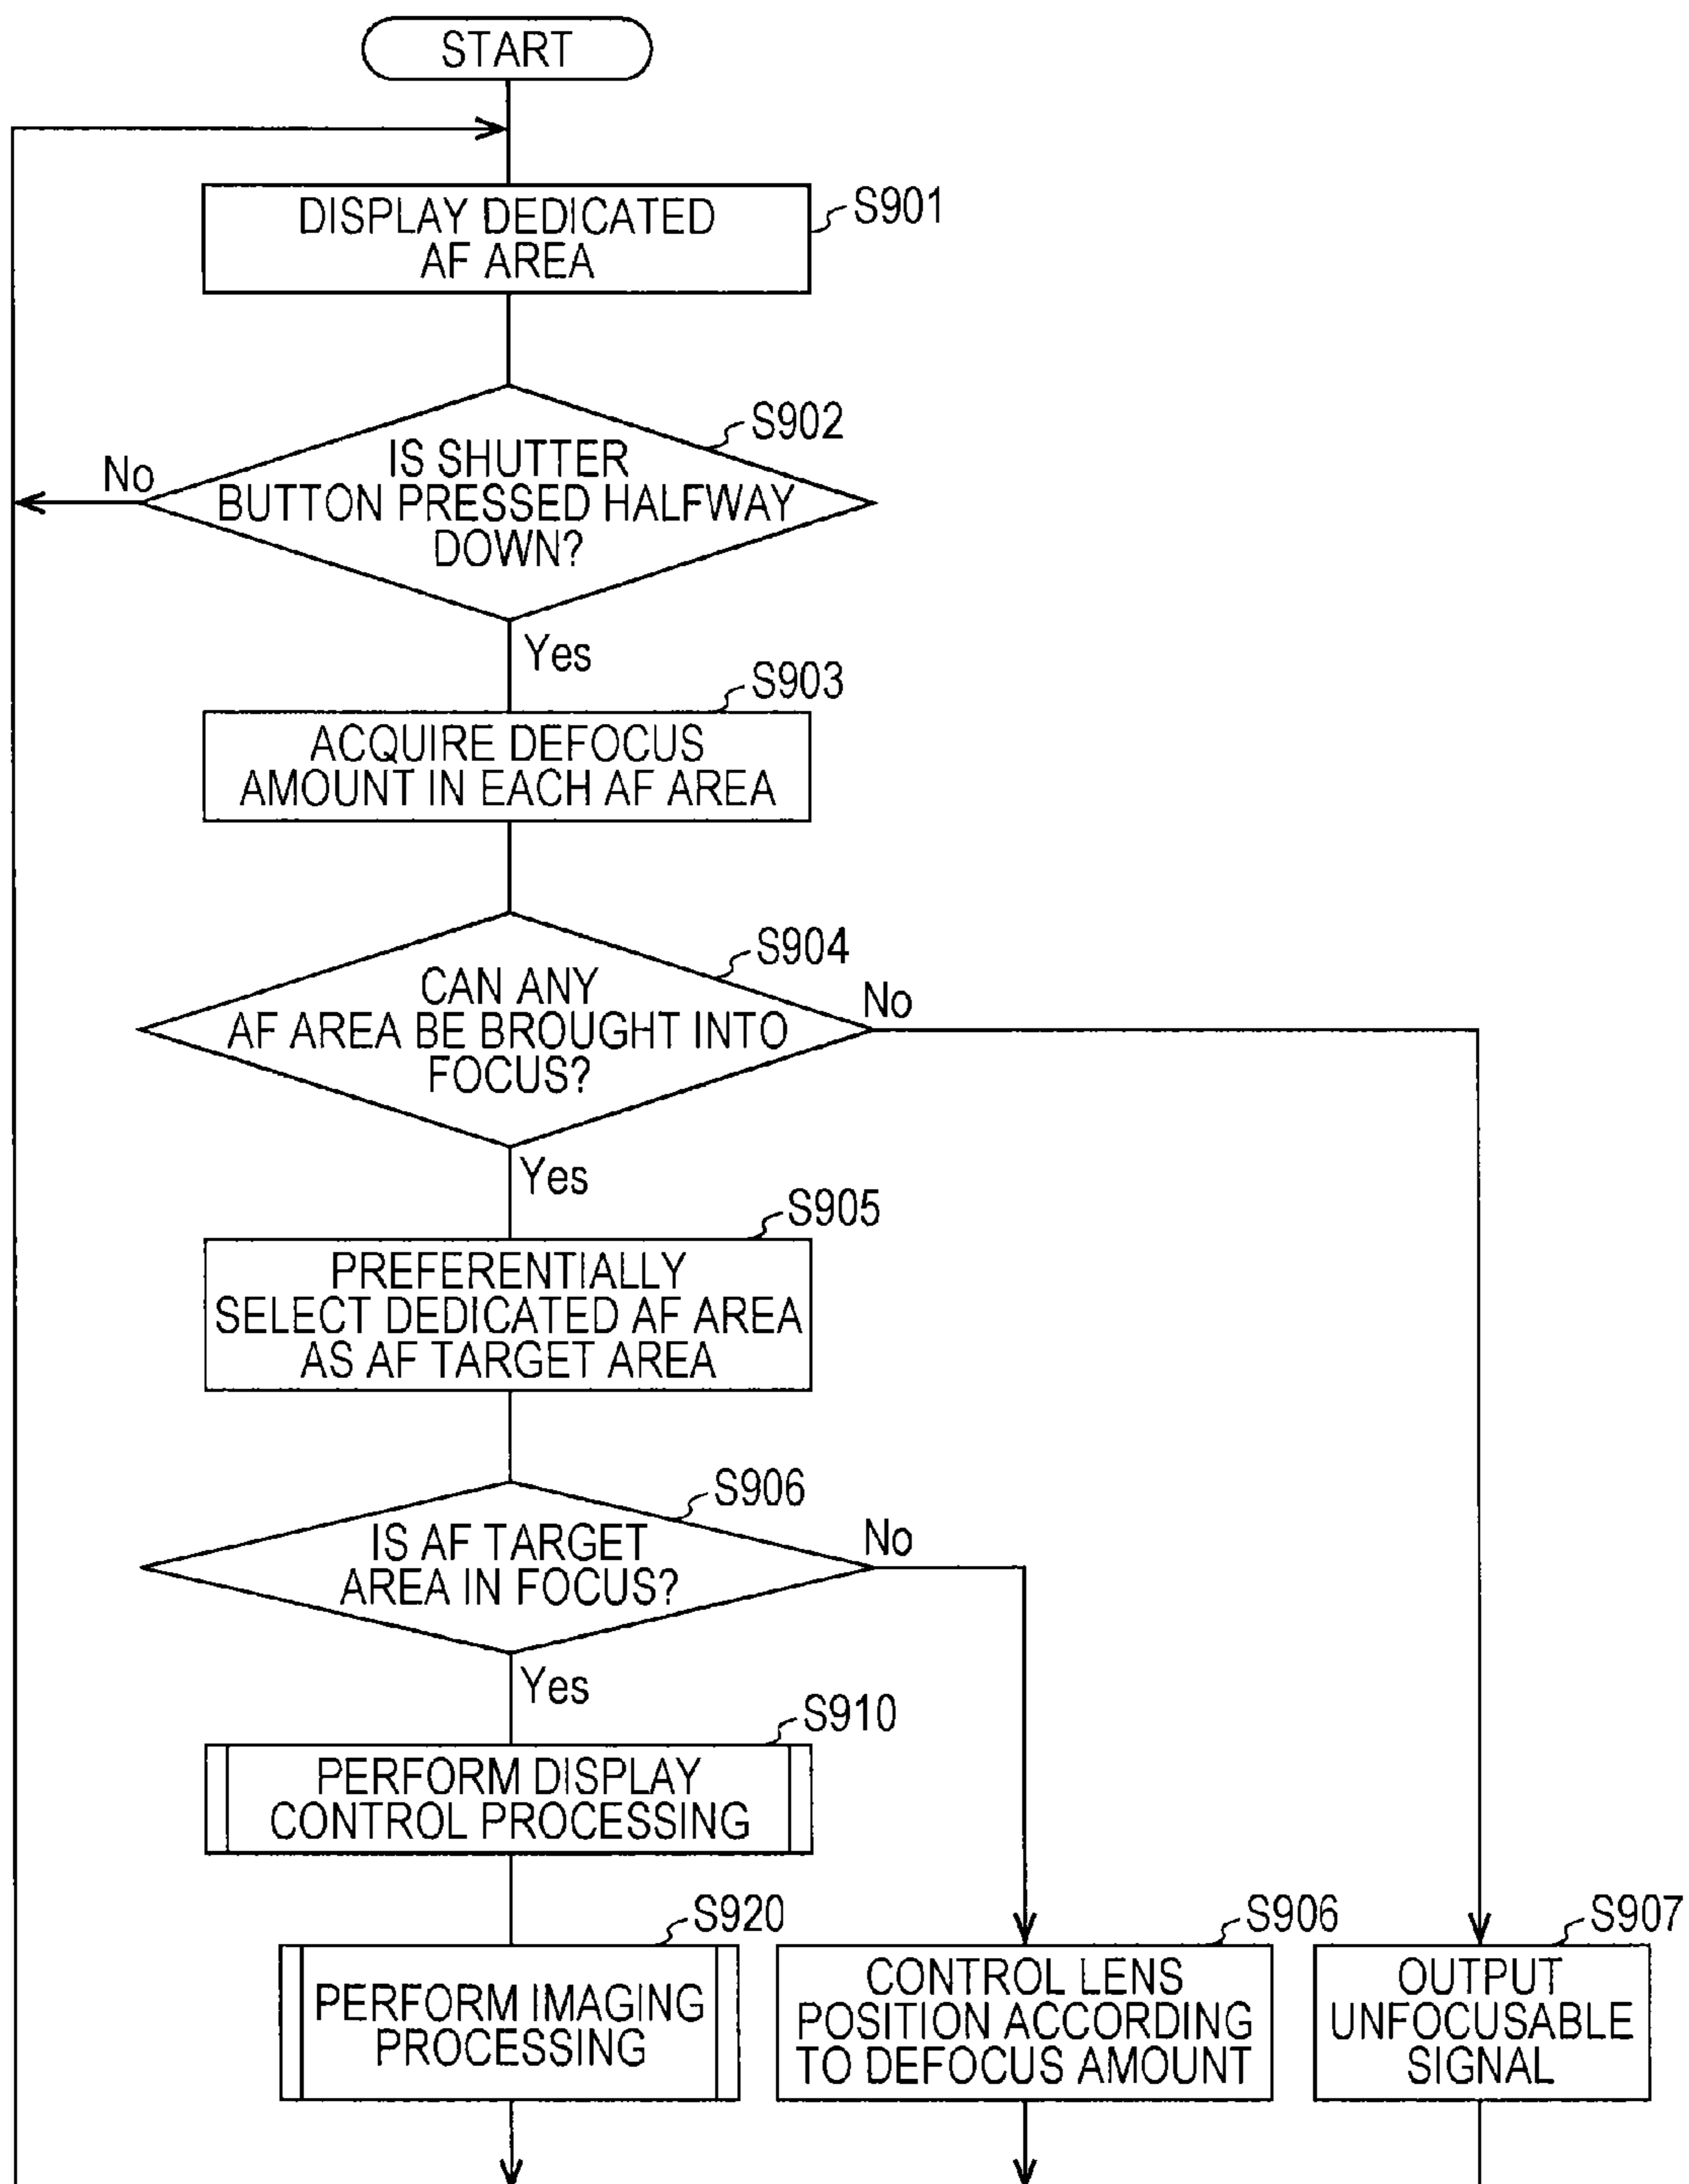 START
DISPLAY DEDICATED
AF AREA
S901
S902
IS SHUTTER
BUTTON PRESSED HALFWAY
DOWN?
No
Yes
S903
ACQUIRE DEFOCUS
AMOUNT IN EACH AF AREA
S904
CAN ANY
AF AREA BE BROUGHT INTO
FOCUS?
No
Yes
S905
PREFERENTIALLY
SELECT DEDICATED AF AREA
AS AF TARGET AREA
S906
IS AF TARGET
AREA IN FOCUS?
No
Yes
S910
PERFORM DISPLAY
CONTROL PROCESSING
S920
PERFORM IMAGING
PROCESSING
S906
CONTROL LENS
POSITION ACCORDING
TO DEFOCUS AMOUNT
S907
OUTPUT
UNFOCUSABLE
SIGNAL